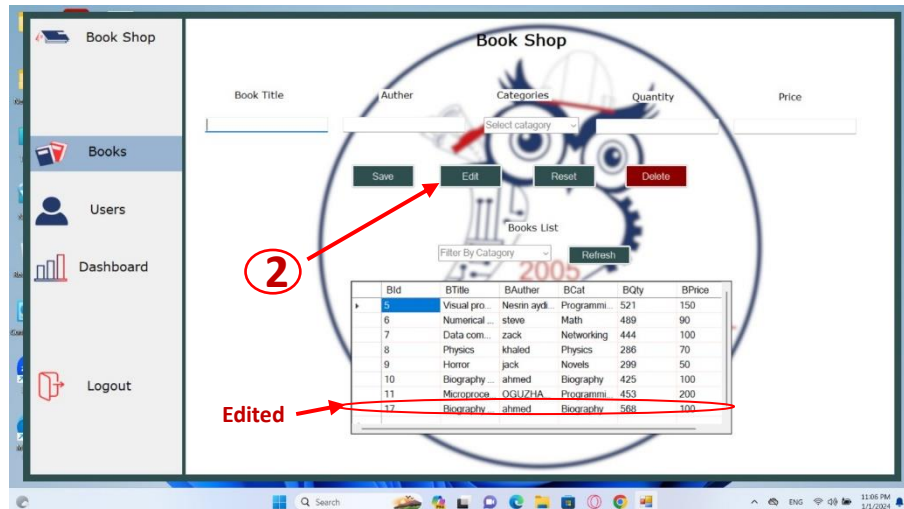 Book Shop
Books
Users
Dashboard
Logout
Book Shop
Book Title Auther Categories Quantity Price
Select catagory
Save Edit Reset Delete
2
Books List
Filter By Catagory Refresh
2005
BId BTitle BAuther BCat BQty BPrice
5 Visual pro... Nesrin aydi... Programmi... 521 150
6 Numerical ... steve Math 489 90
7 Data com... zack Networking 444 100
8 Physics khaled Physics 286 70
9 Horror jack Novels 299 50
10 Biography ... ahmed Biography 425 100
11 Microproce... OGUZHA... Programmi... 453 200
17 Biography ... ahmed Biography 568 100
Edited
Search
ENG
11:06 PM
1/1/2024